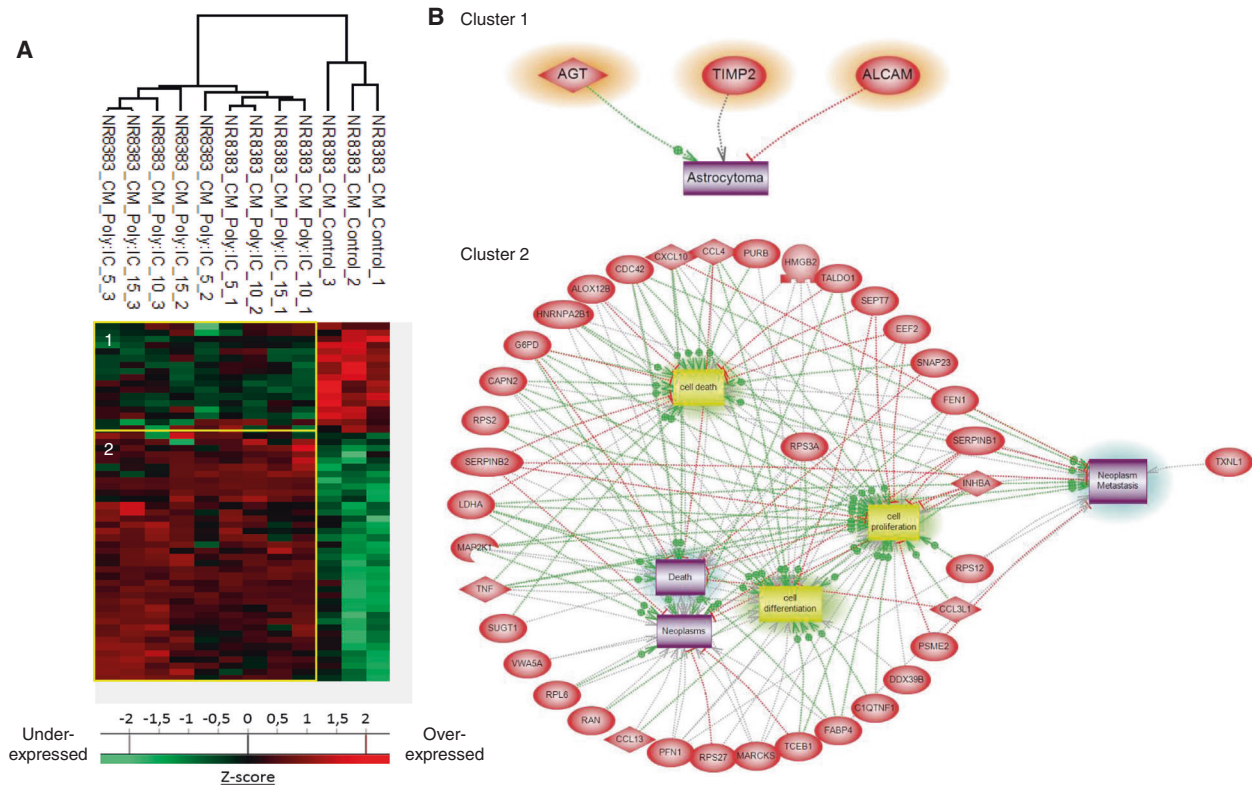 A
NR8383_CM_Poly:IC_5_3
NR8383_CM_Poly:IC_15_3
NR8383_CM_Poly:IC_10_3
NR8383_CM_Poly:IC_15_2
NR8383_CM_Poly:IC_5_2
NR8383_CM_Poly:IC_5_1
NR8383_CM_Poly:IC_10_2
NR8383_CM_Poly:IC_15_1
NR8383_CM_Poly:IC_10_1
NR8383_CM_Control_3
NR8383_CM_Control_2
NR8383_CM_Control_1
1
2
-2 -1,5 -1 -0,5 0 0,5 1 1,5 2
Under-
expressed
Over-
expressed
Z-score
B Cluster 1
AGT
TIMP2
ALCAM
Astrocytoma
Cluster 2
PURB
CCL4
HMGB2
CXCL10
TALDO1
CDC42
ALOX12B
SEPT7
HNRNPA2B1
EEF2
G6PD
SNAP23
cell death
CAPN2
FEN1
RPS2
SERPINB1
RPS3A
SERPINB2
TXNL1
Neoplasm
Metastasis
INHBA
LDHA
cell
proliferation
MAP2K1
RPS12
Death
TNF
cell
differentiation
CCL3L1
SUGT1
Neoplasms
PSME2
VWA5A
DDX39B
RPL6
C1QTNF1
RAN
FABP4
CCL13
TCEB1
PFN1
RPS27
MARCKS